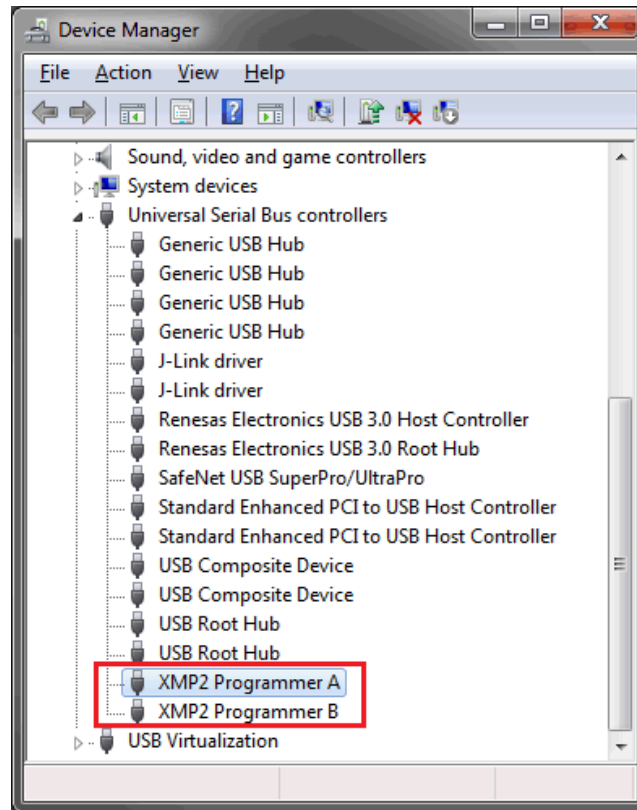 Device Manager
File Action View Help
Sound, video and game controllers
System devices
Universal Serial Bus controllers
Generic USB Hub
Generic USB Hub
Generic USB Hub
Generic USB Hub
J-Link driver
J-Link driver
Renesas Electronics USB 3.0 Host Controller
Renesas Electronics USB 3.0 Root Hub
SafeNet USB SuperPro/UltraPro
Standard Enhanced PCI to USB Host Controller
Standard Enhanced PCI to USB Host Controller
USB Composite Device
USB Composite Device
USB Root Hub
USB Root Hub
XMP2 Programmer A
XMP2 Programmer B
USB Virtualization